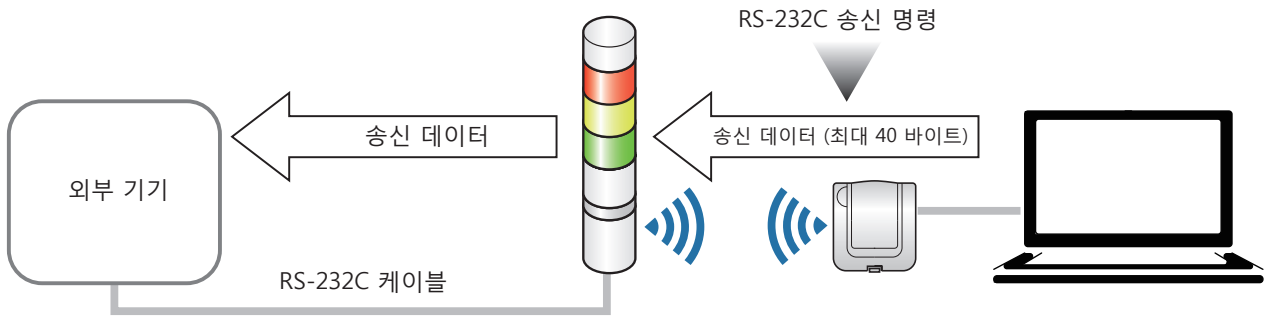 RS-232C 송신 명령
송신 데이터
송신 데이터 (최대 40 바이트)
외부 기기
RS-232C 케이블